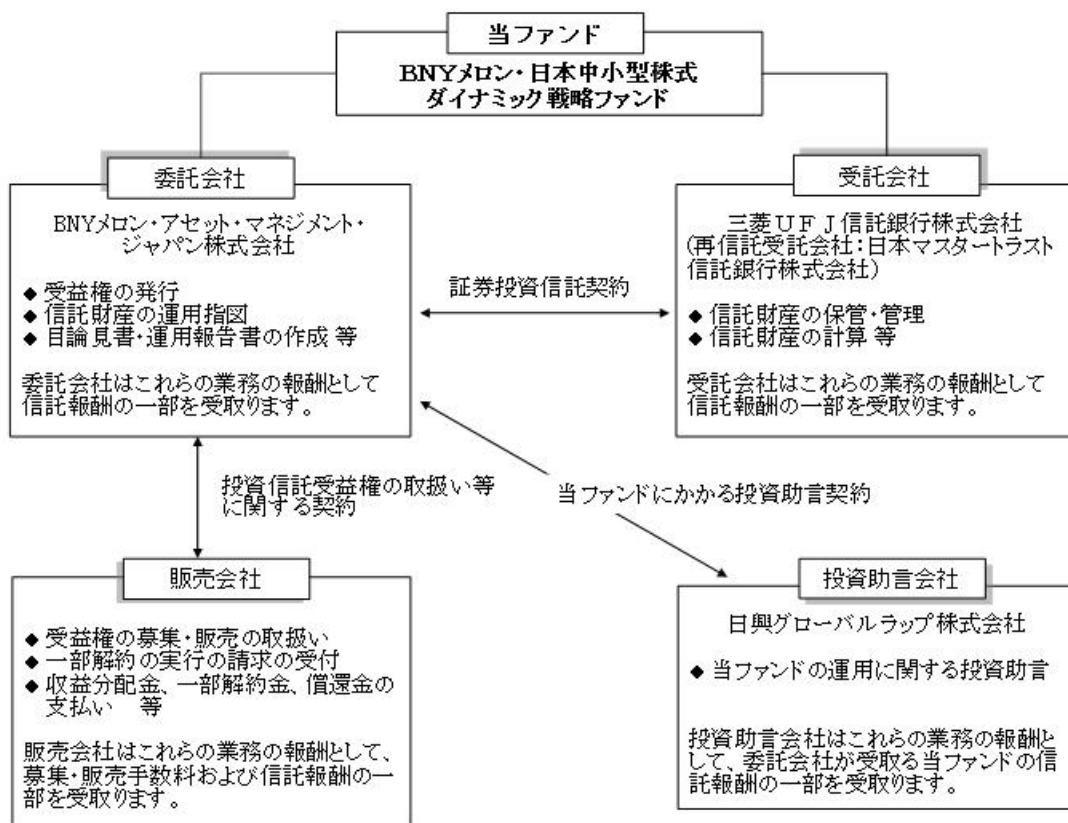 当ファンド
BNYメロン・日本中小型株式
ダイナミック戦略ファンド
委託会社
BNYメロン・アセット・マネジメント・
ジャパン株式会社
◆ 受益権の発行
◆ 信託財産の運用指図
◆ 目論見書・運用報告書の作成 等
委託会社はこれらの業務の報酬として
信託報酬の一部を受取ります。
証券投資信託契約
受託会社
三菱UFJ信託銀行株式会社
(再信託受託会社:日本マスタートラスト
信託銀行株式会社)
◆ 信託財産の保管・管理
◆ 信託財産の計算 等
受託会社はこれらの業務の報酬として
信託報酬の一部を受取ります。
投資信託受益権の取扱い等
に関する契約
当ファンドにかかる投資助言契約
販売会社
◆ 受益権の募集・販売の取扱い
◆ 一部解約の実行の請求の受付
◆ 収益分配金、一部解約金、償還金の
支払い 等
販売会社はこれらの業務の報酬として、
募集・販売手数料および信託報酬の一
部を受取ります。
投資助言会社
日興グローバルラップ株式会社
◆ 当ファンドの運用に関する投資助言
投資助言会社はこれらの業務の報酬と
して、委託会社が受取る当ファンドの信
託報酬の一部を受取ります。